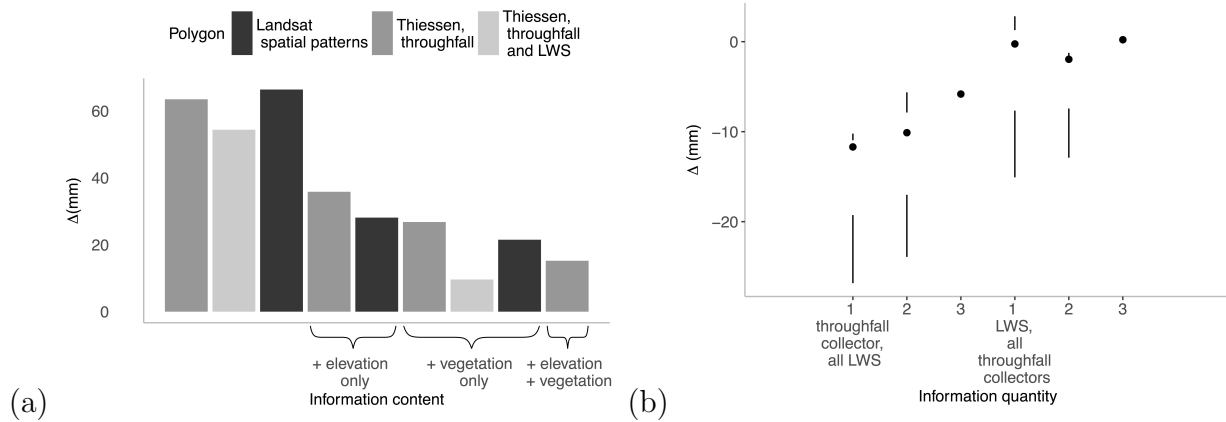 Polygon
Landsat
spatial patterns
Thiessen,
throughfall
Thiessen,
throughfall
and LWS
Δ(mm)
60
40
20
0
+ elevation
only
+ vegetation
only
+ elevation
+ vegetation
Information content
(a)
Δ (mm)
0
−10
−20
1
2
3
1
2
3
throughfall
collector,
all LWS
LWS,
all
throughfall
collectors
Information quantity
(b)